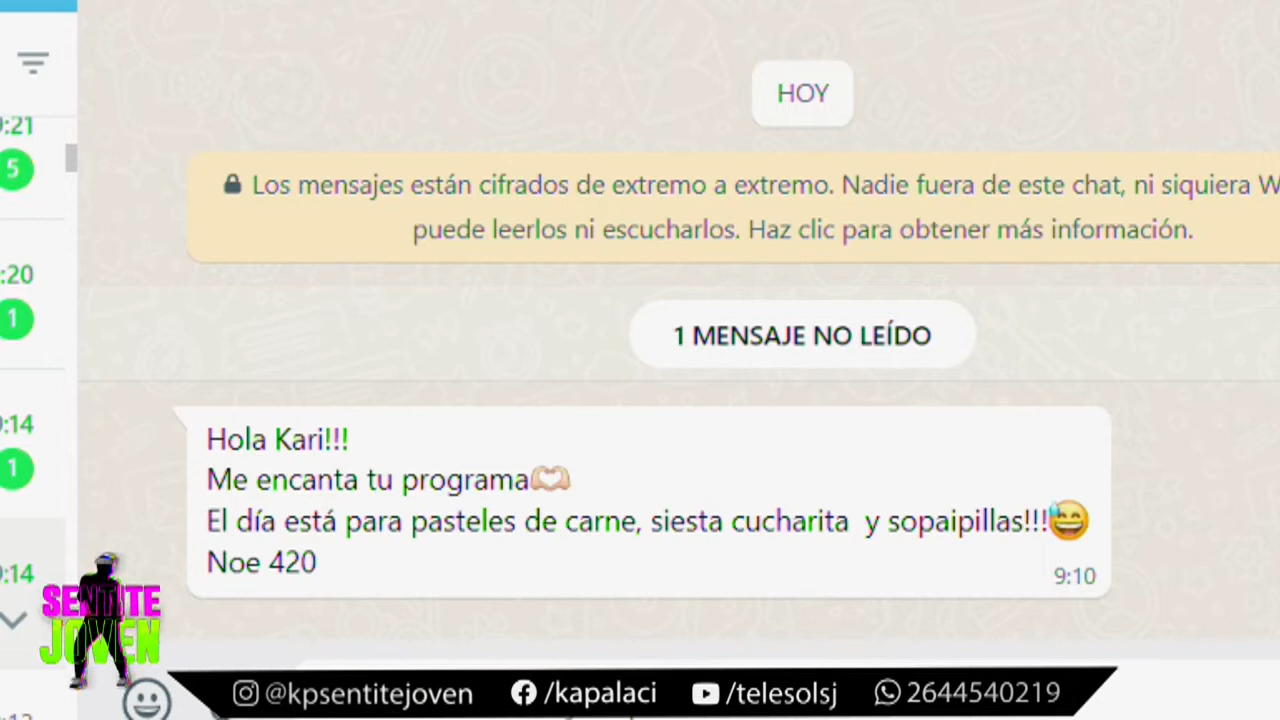 HOY
9:21
5
Los mensajes están cifrados de extremo a extremo. Nadie fuera de este chat, ni siquiera W
puede leerlos ni escucharlos. Haz clic para obtener más información.
:20
1
1 MENSAJE NO LEÍDO
9:14
1
Hola Kari!!!
Me encanta tu programa🫶🏻
El día está para pasteles de carne, siesta cucharita y sopaipillas!!!😅
Noe 420
9:10
9:14
SENTITE
JOVEN
@kpsentitejoven /kapalaci /telesolsj 2644540219